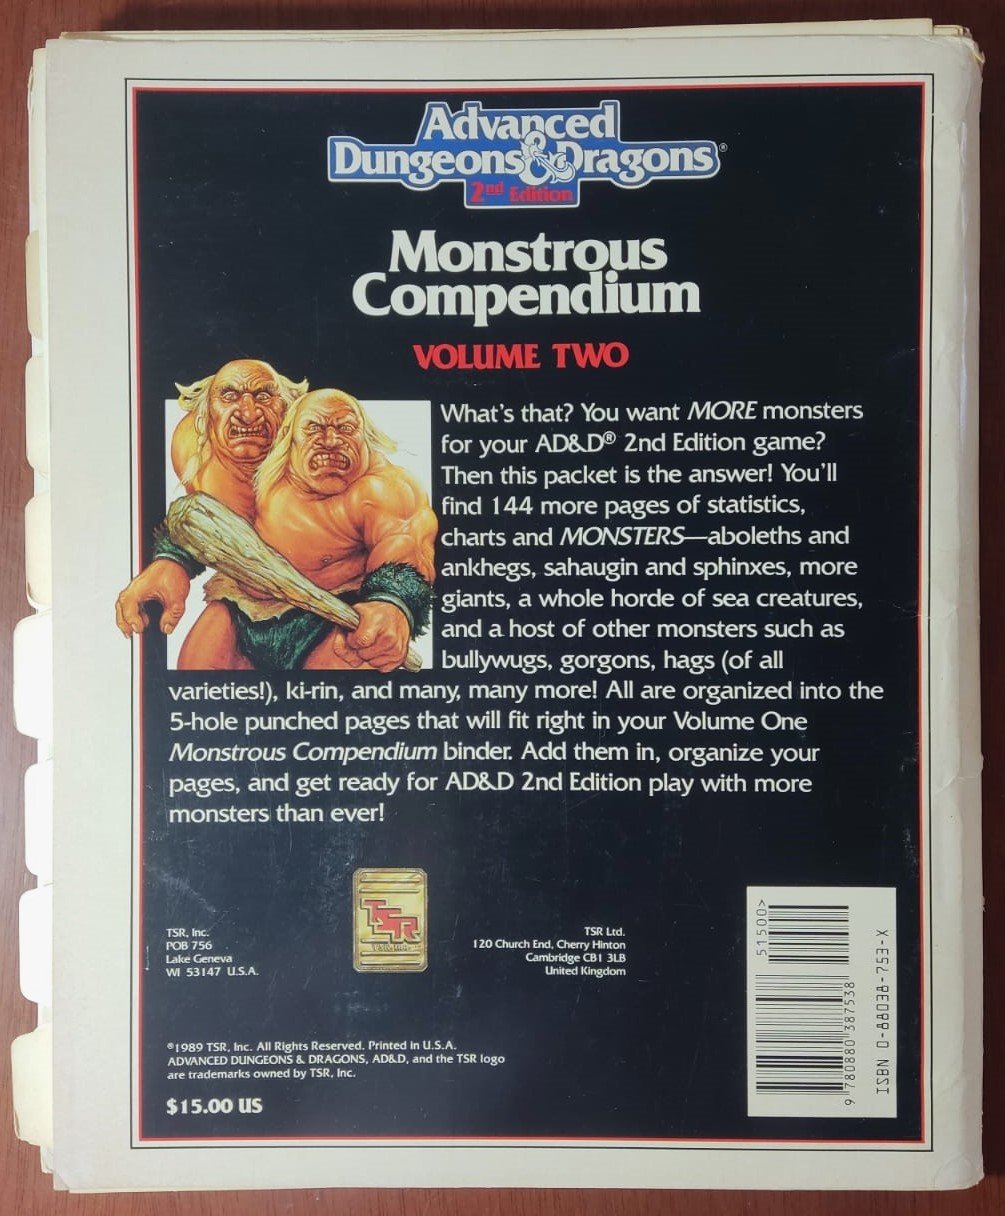 Advanced
Dungeons & Dragons®
2nd Edition
Monstrous
Compendium
VOLUME TWO
What's that? You want MORE monsters
for your AD&D® 2nd Edition game?
Then this packet is the answer! You'll
find 144 more pages of statistics,
charts and MONSTERS—aboleths and
ankhegs, sahaugin and sphinxes, more
giants, a whole horde of sea creatures,
and a host of other monsters such as
bullywugs, gorgons, hags (of all
varieties!), ki-rin, and many, many more! All are organized into the
5-hole punched pages that will fit right in your Volume One
Monstrous Compendium binder. Add them in, organize your
pages, and get ready for AD&D 2nd Edition play with more
monsters than ever!
TSR, Inc.
POB 756
Lake Geneva
WI 53147 U.S.A.
TSR
TSR Ltd.
120 Church End, Cherry Hinton
Cambridge CB1 3LB
United Kingdom
51500>
9 780880 387538
ISBN 0-88038-753-X
©1989 TSR, Inc. All Rights Reserved. Printed in U.S.A.
ADVANCED DUNGEONS & DRAGONS, AD&D, and the TSR logo
are trademarks owned by TSR, Inc.
$15.00 US